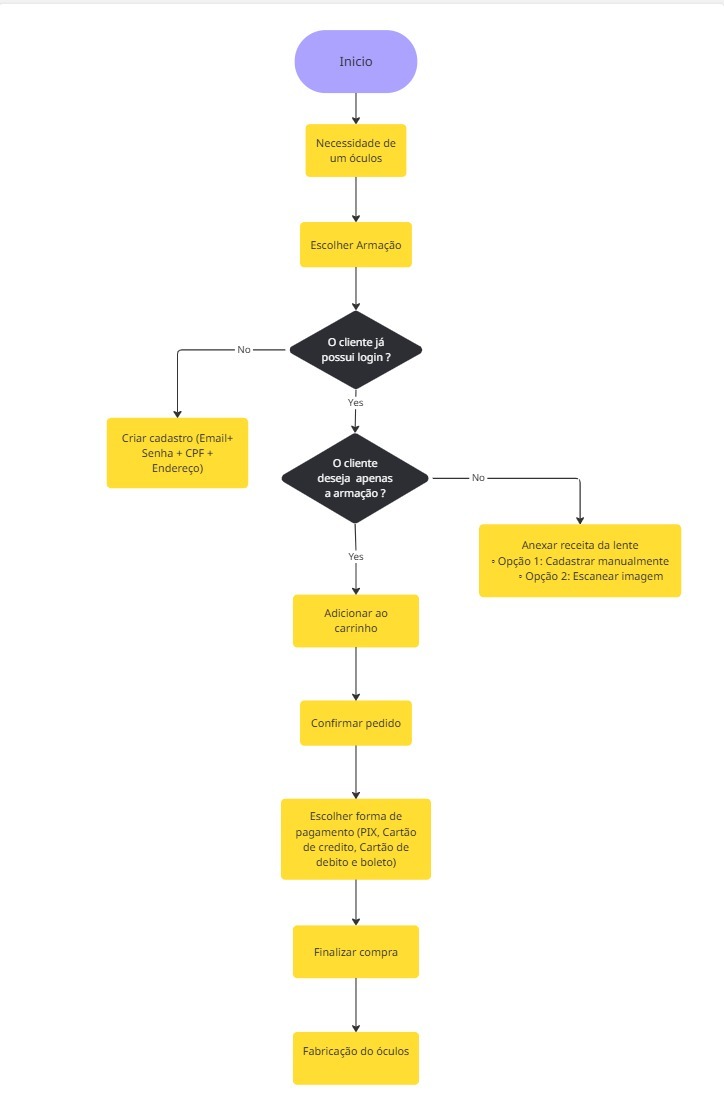 Inicio
Necessidade de
um óculos
Escolher Armação
O cliente já
possui login ?
No
Yes
Criar cadastro (Email+
Senha + CPF +
Endereço)
O cliente
deseja apenas
a armação ?
No
Yes
Anexar receita da lente
◦ Opção 1: Cadastrar manualmente
◦ Opção 2: Escanear imagem
Adicionar ao
carrinho
Confirmar pedido
Escolher forma de
pagamento (PIX, Cartão
de credito, Cartão de
debito e boleto)
Finalizar compra
Fabricação do óculos